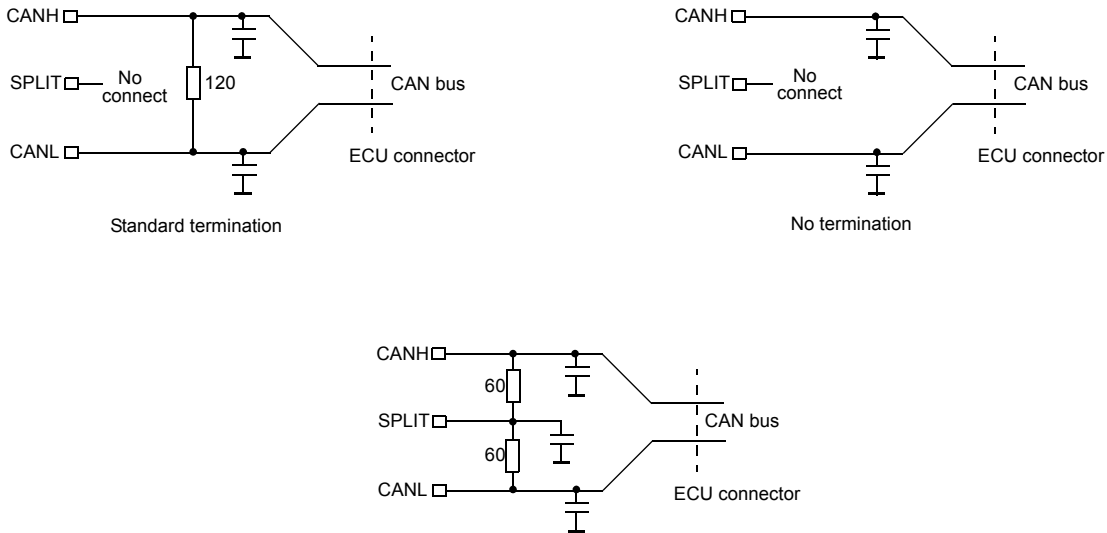 CANH
SPLIT
No
connect
120
CANL
CAN bus
ECU connector
Standard termination
CANH
SPLIT
No
connect
CANL
CAN bus
ECU connector
No termination
CANH
60
SPLIT
60
CANL
CAN bus
ECU connector